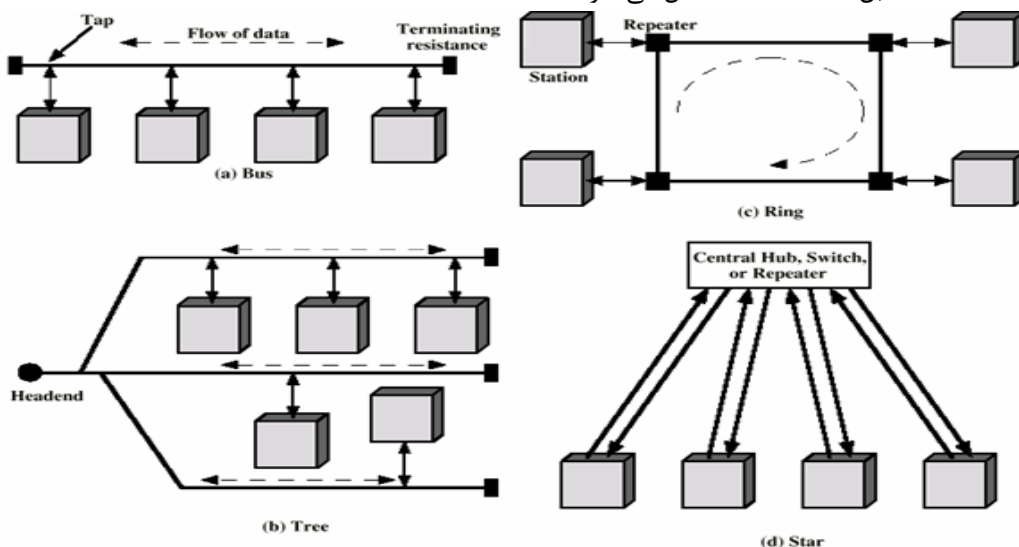 Tap
Flow of data
Terminating
resistance
(a) Bus
Repeater
Station
(c) Ring
Headend
(b) Tree
Central Hub, Switch,
or Repeater
(d) Star